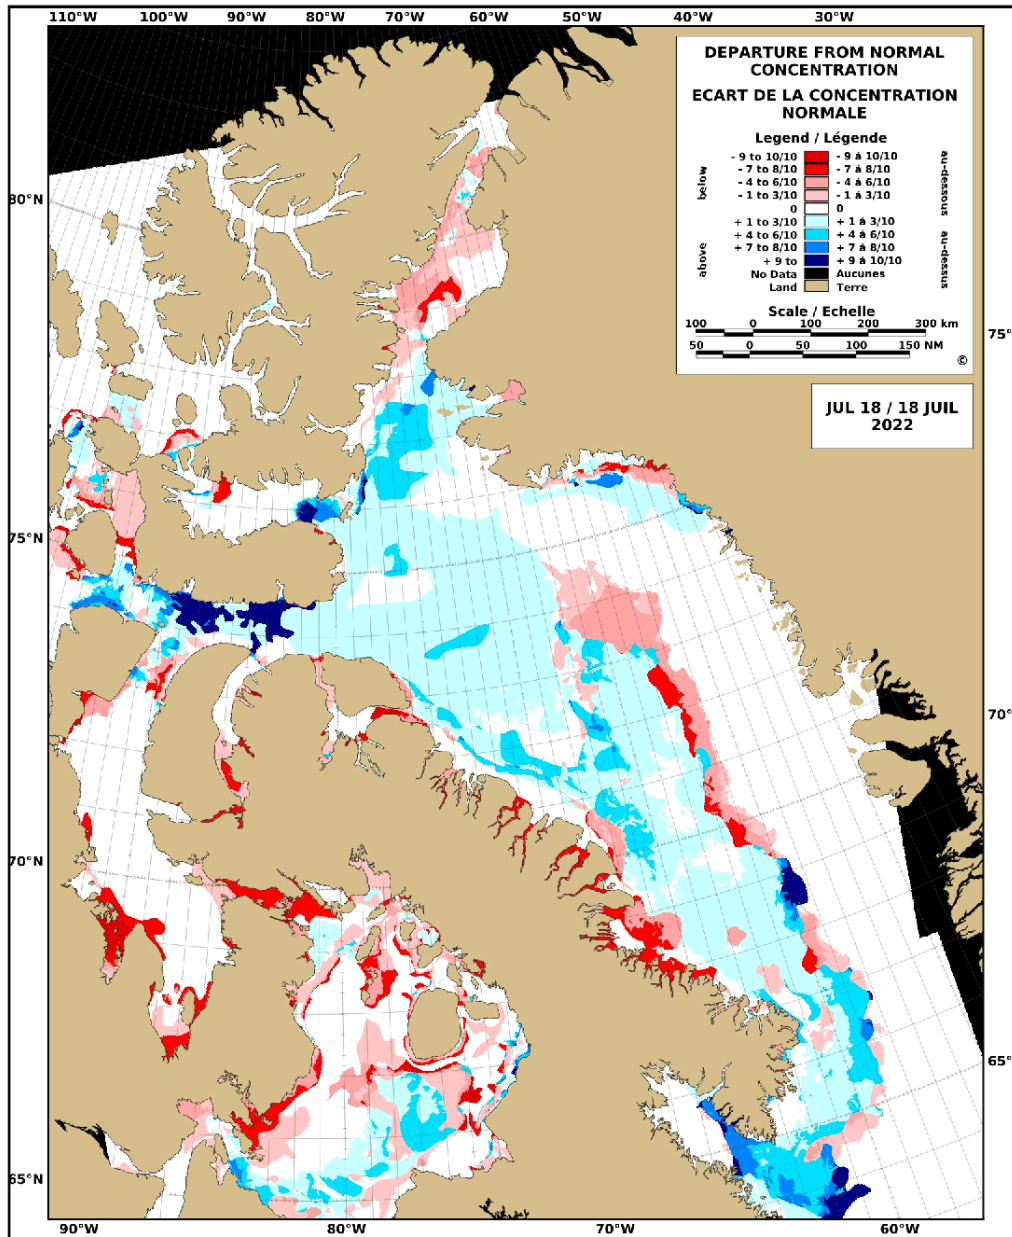 110°W 100°W 90°W 80°W 70°W 60°W 50°W 40°W 30°W
DEPARTURE FROM NORMAL
CONCENTRATION
ECART DE LA CONCENTRATION
NORMALE
Legend / Légende
below
au-dessous
- 9 to 10/10 - 9 á 10/10
- 7 to 8/10 - 7 á 8/10
- 4 to 6/10 - 4 á 6/10
- 1 to 3/10 - 1 á 3/10
0 0
above
au-dessus
+ 1 to 3/10 + 1 á 3/10
+ 4 to 6/10 + 4 á 6/10
+ 7 to 8/10 + 7 á 8/10
+ 9 to + 9 á 10/10
No Data Aucunes
Land Terre
Scale / Echelle
100 0 100 200 300 km
50 0 50 100 150 NM
©
JUL 18 / 18 JUIL
2022
80°N
75°
75°N
70°
70°N
65°
65°N
90°W 80°W 70°W 60°W